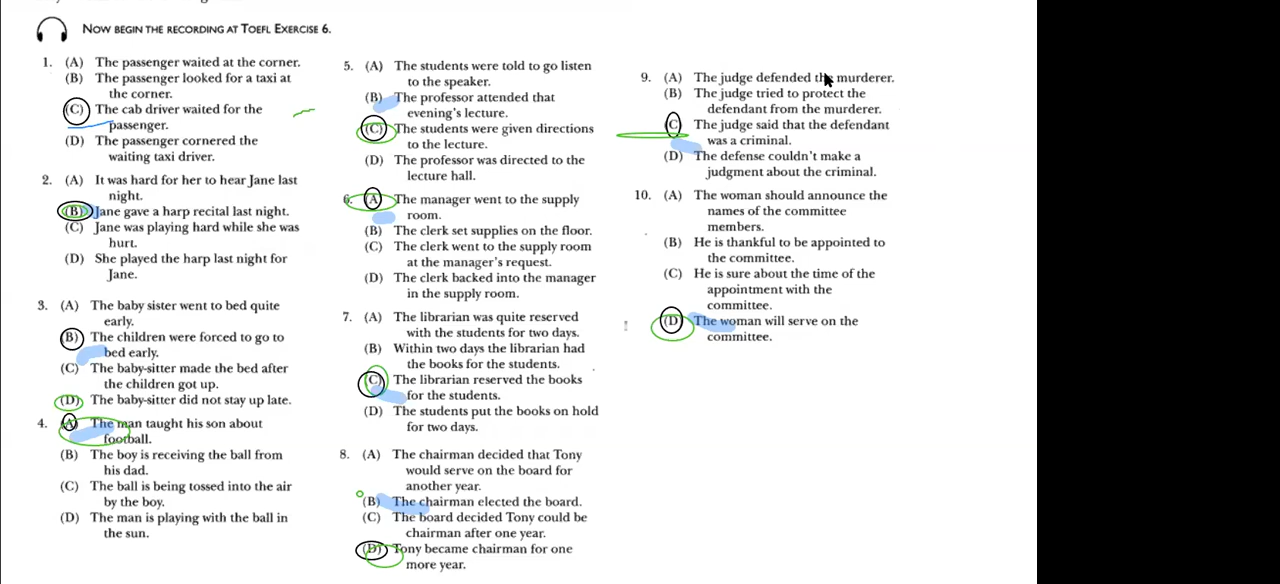 NOW BEGIN THE RECORDING AT TOEFL EXERCISE 6.
1. (A) The passenger waited at the corner.
(B) The passenger looked for a taxi at
the corner.
(C) The cab driver waited for the
passenger.
(D) The passenger cornered the
waiting taxi driver.
2. (A) It was hard for her to hear Jane last
night.
(B) Jane gave a harp recital last night.
(C) Jane was playing hard while she was
hurt.
(D) She played the harp last night for
Jane.
3. (A) The baby sister went to bed quite
early.
(B) The children were forced to go to
bed early.
(C) The baby-sitter made the bed after
the children got up.
(D) The baby-sitter did not stay up late.
4. (A) The man taught his son about
football.
(B) The boy is receiving the ball from
his dad.
(C) The ball is being tossed into the air
by the boy.
(D) The man is playing with the ball in
the sun.
5. (A) The students were told to go listen
to the speaker.
(B) The professor attended that
evening's lecture.
(C) The students were given directions
to the lecture.
(D) The professor was directed to the
lecture hall.
6. (A) The manager went to the supply
room.
(B) The clerk set supplies on the floor.
(C) The clerk went to the supply room
at the manager's request.
(D) The clerk backed into the manager
in the supply room.
7. (A) The librarian was quite reserved
with the students for two days.
(B) Within two days the librarian had
the books for the students.
(C) The librarian reserved the books
for the students.
(D) The students put the books on hold
for two days.
8. (A) The chairman decided that Tony
would serve on the board for
another year.
(B) The chairman elected the board.
(C) The board decided Tony could be
chairman after one year.
(D) Tony became chairman for one
more year.
9. (A) The judge defended the murderer.
(B) The judge tried to protect the
defendant from the murderer.
(C) The judge said that the defendant
was a criminal.
(D) The defense couldn't make a
judgment about the criminal.
10. (A) The woman should announce the
names of the committee
members.
(B) He is thankful to be appointed to
the committee.
(C) He is sure about the time of the
appointment with the
committee.
(D) The woman will serve on the
committee.